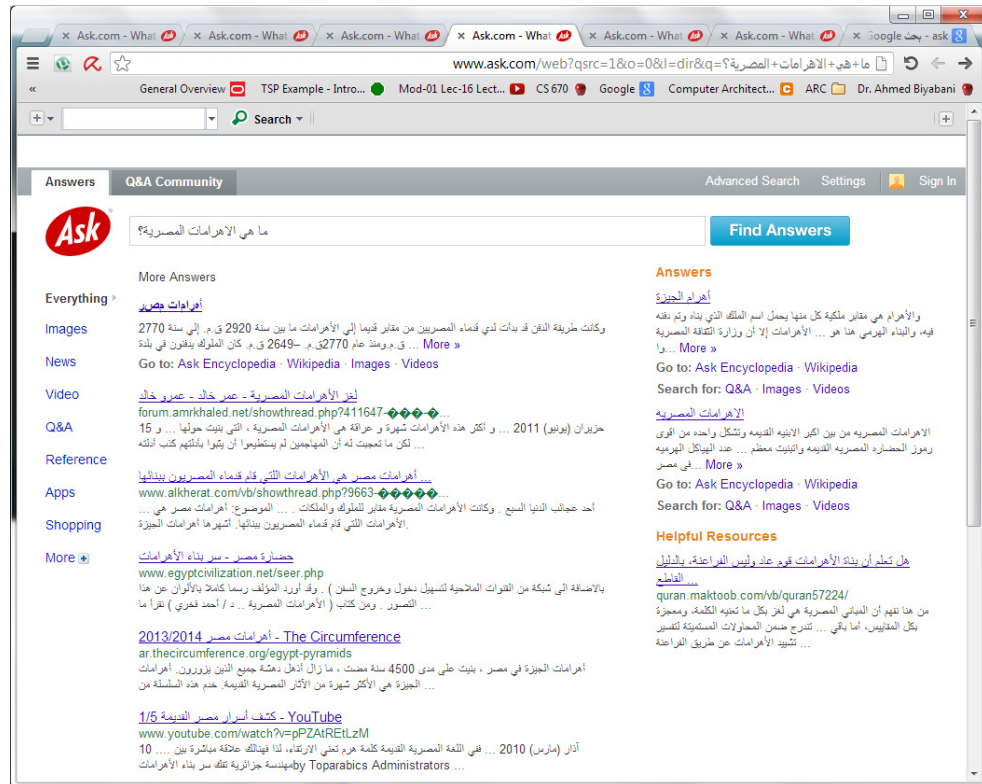 Ask.com - What
Ask.com - What
Ask.com - What
Ask.com - What
Ask.com - What
Ask.com - What
Ask.com - What
ask - بحث Google
www.ask.com/web?qsrc=1&o=0&l=dir&q=ما+هي+الاهرامات+المصرية؟
General Overview TSP Example - Intro... Mod-01 Lec-16 Lect... CS 670 Google Computer Architect... ARC Dr. Ahmed Biyabani
Search
Answers Q&A Community Advanced Search Settings Sign In
Ask
ما هي الاهرامات المصرية؟
Find Answers
Everything
Images
News
Video
Q&A
Reference
Apps
Shopping
More
More Answers
أهرامات مصر
وكانت طريقة الدفن قد بدأت لدي قدماء المصريين من مقابر قديما إلي الأهرامات ما بين سنة 2920 ق.م. إلي سنة 2770
ق.م.ومنذ عام 2770ق.م. –2649 ق.م. كان الملوك يدفنون في بلدة ... More »
Go to: Ask Encyclopedia · Wikipedia · Images · Videos
لغز الأهرامات المصرية - عمر خالد - عمرو خالد
forum.amrkhaled.net/showthread.php?411647-���-�...
حزيران (يونيو) 2011 ... و أكثر هذه الأهرامات شهرة و عراقة هى الأهرامات المصرية ، التى بنيت حولها ... و 15
لكن ما تعجبت له أن المهاجمين لم يستطيعوا أن يثبوا بأدلتهم كذب أدلته ...
أهرامات مصر هي الأهرامات اللتي قام قدماء المصريون ببنائها ...
www.alkherat.com/vb/showthread.php?9663-�����...
أحد عجائب الدنيا السبع . وكانت الأهرامات المصرية مقابر للملوك والملكات . ... الموضوع: أهرامات مصر هي ...
الأهرامات اللتي قام قدماء المصريون ببنائها. أشهرها أهرامات الجيزة.
حضارة مصر - سر بناء الأهرامات
www.egyptcivilization.net/seer.php
بالاضافة الى شبكة من القنوات الملاحية لتسهيل دخول وخروج السفن ) . وقد أورد المؤلف رسما كاملا بالألوان عن هذا
التصور . ومن كتاب ( الأهرامات المصرية .. د / أحمد فخري ) نقرأ ما ...
أهرامات مصر 2013/2014 - The Circumference
ar.thecircumference.org/egypt-pyramids
أهرامات الجيزة في مصر ، بنيت على مدى 4500 سنة مضت ، ما زال أذهل دهشة جميع الذين يزورون. أهرامات
الجيزة هي الأكثر شهرة من الآثار المصرية القديمة. خدم هذه السلسلة من ...
كشف أسرار مصر القديمة 1/5 - YouTube
www.youtube.com/watch?v=pPZAtREtLzM
آذار (مارس) 2010 ... ففي اللغة المصرية القديمة كلمة هرم تعني الارتقاء، لذا فهنالك علاقة مباشرة بين .... 10
مهندسة جزائرية تفك سر بناء الأهرامات by Toparabics Administrators ...
Answers
أهرام الجيزة
والأهرام هي مقابر ملكية كل منها يحمل اسم الملك الذي بناه وتم دفنه
فيه، والبناء الهرمي هنا هو ... الأهرامات إلا أن وزارة الثقافة المصرية
وا... More »
Go to: Ask Encyclopedia · Wikipedia
Search for: Q&A · Images · Videos
الاهرامات المصريه
الاهرامات المصريه من بين اكبر الابنيه القديمه وتشكل واحده من اقوى
رموز الحضاره المصريه القديمه واتبنيت معظم ... عدد الهياكل الهرميه
فى مصر... More »
Go to: Ask Encyclopedia · Wikipedia
Search for: Q&A · Images · Videos
Helpful Resources
هل تعلم أن بناة الأهرامات قوم عاد وليس الفراعنة، بالدليل
القاطع ...
quran.maktoob.com/vb/quran57224/
من هنا نفهم أن المباني المصرية هي لغز بكل ما تعنيه الكلمة، ومعجزة
بكل المقاييس، أما باقي ... تندرج ضمن المحاولات المستميتة لتفسير
تشييد الأهرامات عن طريق الفراعنة ...